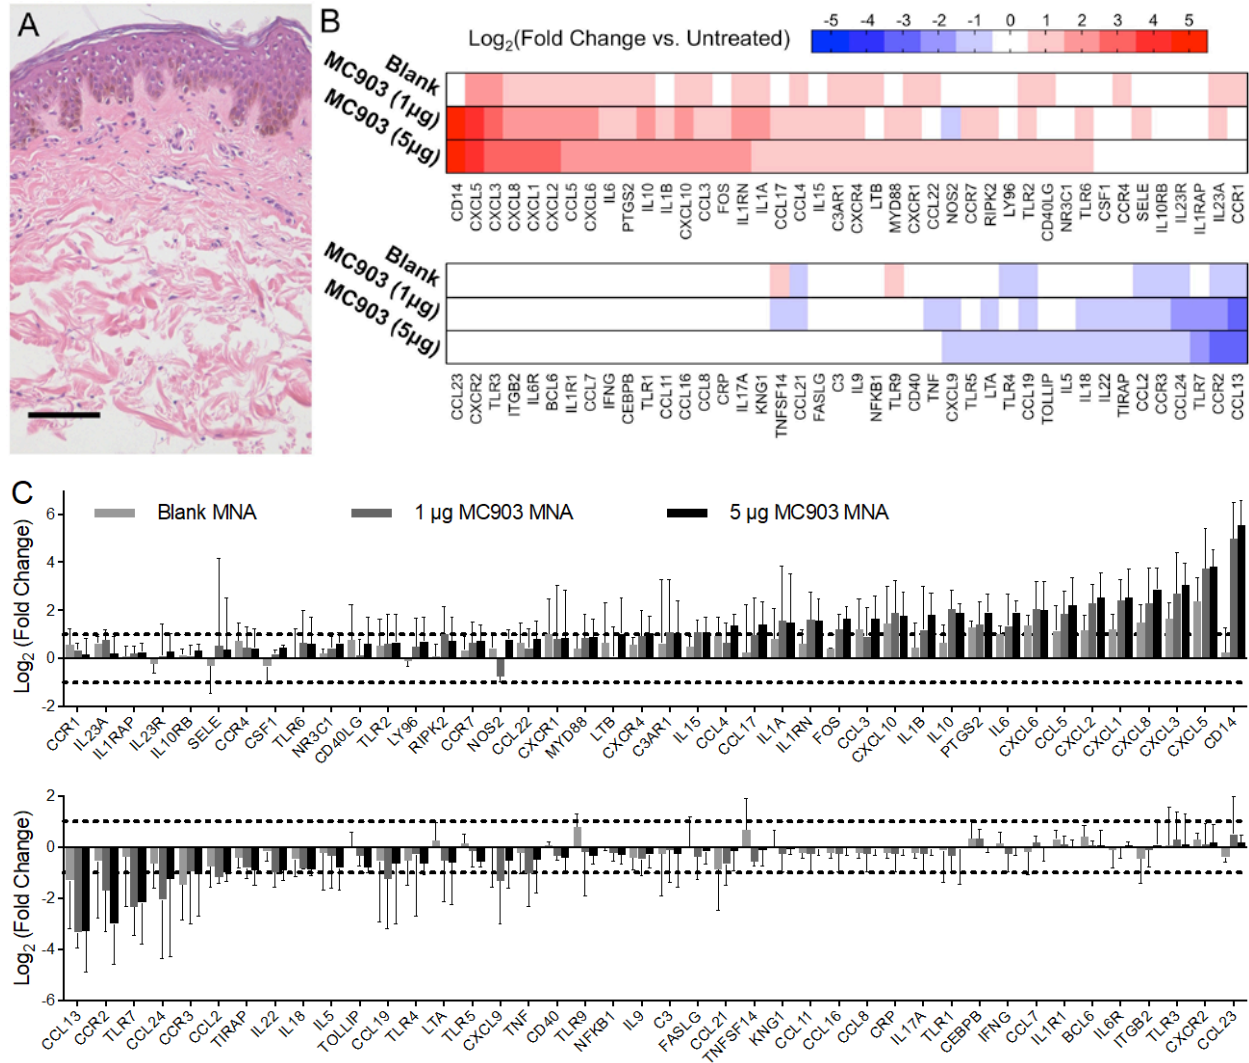 A
B
Log2(Fold Change vs. Untreated)
-5 -4 -3 -2 -1 0 1 2 3 4 5
Blank
MC903 (1µg)
MC903 (5µg)
CD14 CXCL5 CXCL3 CXCL8 CXCL1 CXCL2 CCL5 CXCL6 IL6 PTGS2 IL10 IL1B CXCL10 CCL3 FOS IL1RN IL1A CCL17 CCL4 IL15 C3AR1 CXCR4 LTB MYD88 CXCR1 CCL22 NOS2 CCR7 RIPK2 LY96 TLR2 CD40LG NR3C1 TLR6 CSF1 CCR4 SELE IL10RB IL23R IL1RAP IL23A CCR1
Blank
MC903 (1µg)
MC903 (5µg)
CCL23 CXCR2 TLR3 ITGB2 IL6R BCL6 IL1R1 CCL7 IFNG CEBPB TLR1 CCL11 CCL16 CCL8 CRP IL17A KNG1 TNFSF14 CCL21 FASLG C3 IL9 NFKB1 TLR9 CD40 TNF CXCL9 TLR5 LTA TLR4 CCL19 TOLLIP IL5 IL18 IL22 TIRAP CCL2 CCR3 CCL24 TLR7 CCR2 CCL13
C
Blank MNA 1 µg MC903 MNA 5 µg MC903 MNA
Log2 (Fold Change)
6
4
2
0
-2
CCR1 IL23A IL1RAP IL23R IL10RB SELE CCR4 CSF1 TLR6 NR3C1 CD40LG TLR2 LY96 RIPK2 CCR7 NOS2 CCL22 CXCR1 MYD88 LTB CXCR4 C3AR1 IL15 CCL4 CCL17 IL1A IL1RN FOS CCL3 CXCL10 IL1B IL10 PTGS2 IL6 CXCL6 CCL5 CXCL2 CXCL1 CXCL8 CXCL3 CXCL5 CD14
Log2 (Fold Change)
2
0
-2
-4
-6
CCL13 CCR2 TLR7 CCL24 CCR3 CCL2 TIRAP IL22 IL18 IL5 TOLLIP CCL19 TLR4 LTA TLR5 CXCL9 TNF CD40 TLR9 NFKB1 IL9 C3 FASLG CCL21 TNFSF14 KNG1 CCL11 CCL16 CCL8 CRP IL17A TLR1 CEBPB IFNG CCL7 IL1R1 BCL6 IL6R ITGB2 TLR3 CXCR2 CCL23